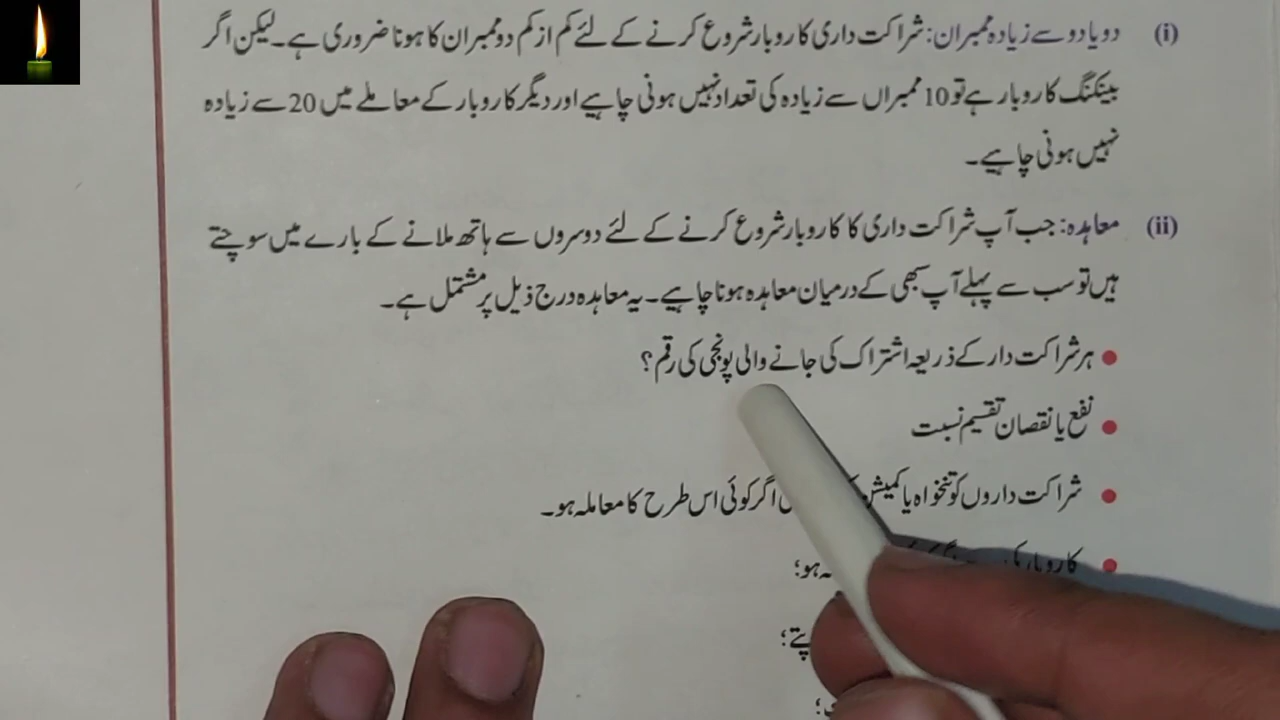 (i) دو یا دو سے زیادہ ممبران: شراکت داری کاروبار شروع کرنے کے لئے کم از کم دو ممبران کا ہونا ضروری ہے۔ لیکن اگر
بینکنگ کاروبار ہے تو 10 ممبراں سے زیادہ کی تعداد نہیں ہونی چاہیے اور دیگر کاروبار کے معاملے میں 20 سے زیادہ
نہیں ہونی چاہیے۔
(ii) معاہدہ: جب آپ شراکت داری کا کاروبار شروع کرنے کے لئے دوسروں سے ہاتھ ملانے کے بارے میں سوچتے
ہیں تو سب سے پہلے آپ سبھی کے درمیان معاہدہ ہونا چاہیے۔ یہ معاہدہ درج ذیل پر مشتمل ہے۔
● ہر شراکت دار کے ذریعہ اشتراک کی جانے والی پونجی کی رقم؟
● نفع یا نقصان تقسیم نسبت
● شراکت داروں کو تنخواہ یا کمیشن اگر کوئی اس طرح کا معاملہ ہو۔
● کاروبار کی ہو؛
پتے؛